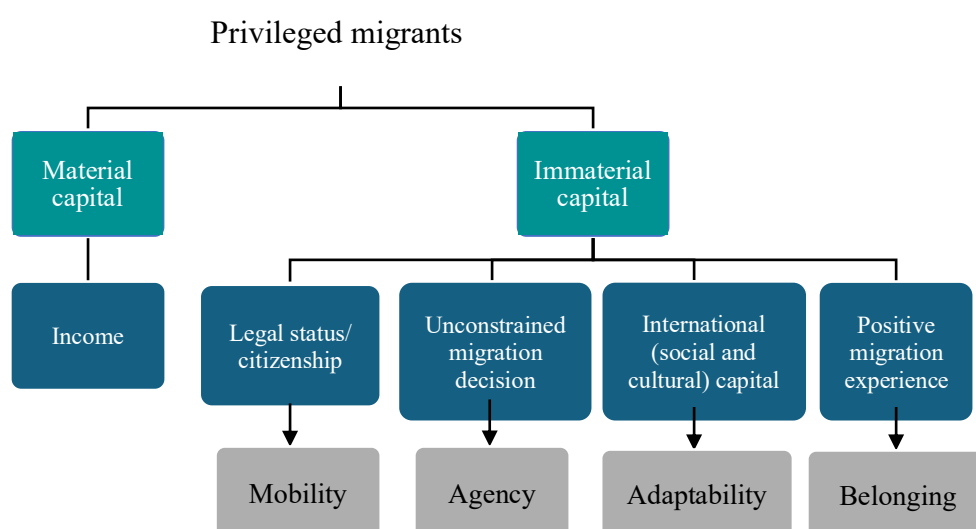 Privileged migrants
Material
capital
Immaterial
capital
Income
Legal status/
citizenship
Unconstrained
migration
decision
International
(social and
cultural) capital
Positive
migration
experience
Mobility
Agency
Adaptability
Belonging